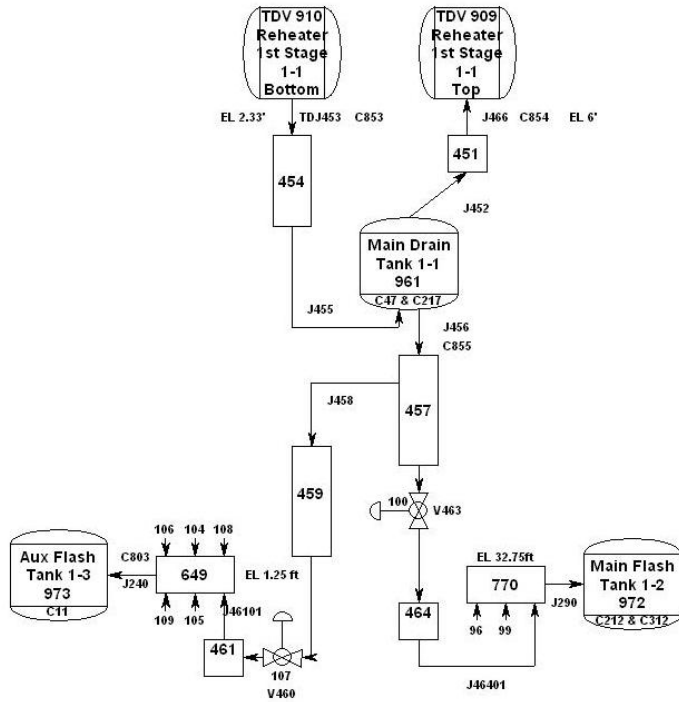 TDV 910
Reheater
1st Stage
1-1
Bottom
TDV 909
Reheater
1st Stage
1-1
Top
EL 2.33'
TDJ453
C853
J466
C854
EL 6'
454
451
J452
Main Drain
Tank 1-1
961
C47 & C217
J455
J456
C855
J458
457
459
100
V463
106
104
108
Aux Flash
Tank 1-3
973
C11
C803
J240
649
EL 1.25 ft
EL 32.75ft
770
Main Flash
Tank 1-2
972
C212 & C312
J290
109
105
J46101
464
96
99
461
107
V460
J46401